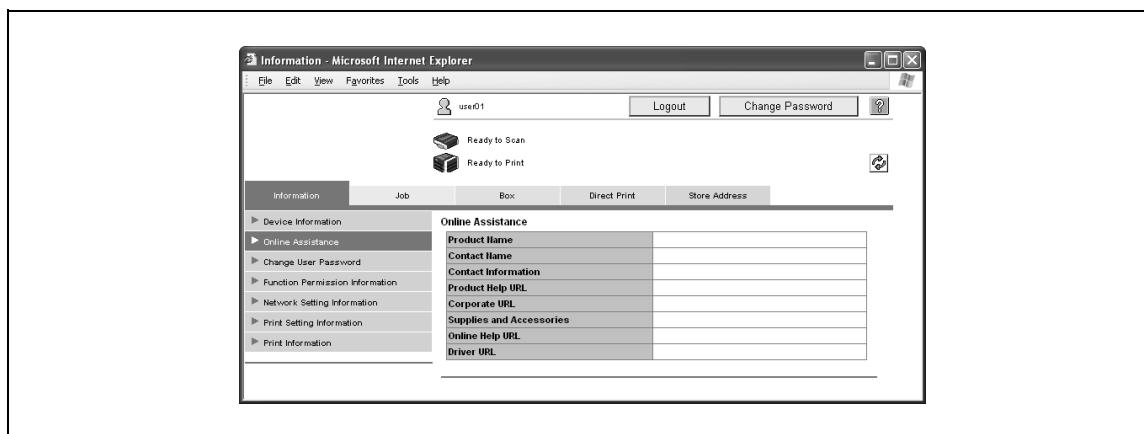 Information - Microsoft Internet Explorer
File Edit View Favorites Tools Help
user01 Logout Change Password ?
Ready to Scan
Ready to Print
Information Job Box Direct Print Store Address
Device Information
Online Assistance
Change User Password
Function Permission Information
Network Setting Information
Print Setting Information
Print Information
Online Assistance
Product Name
Contact Name
Contact Information
Product Help URL
Corporate URL
Supplies and Accessories
Online Help URL
Driver URL